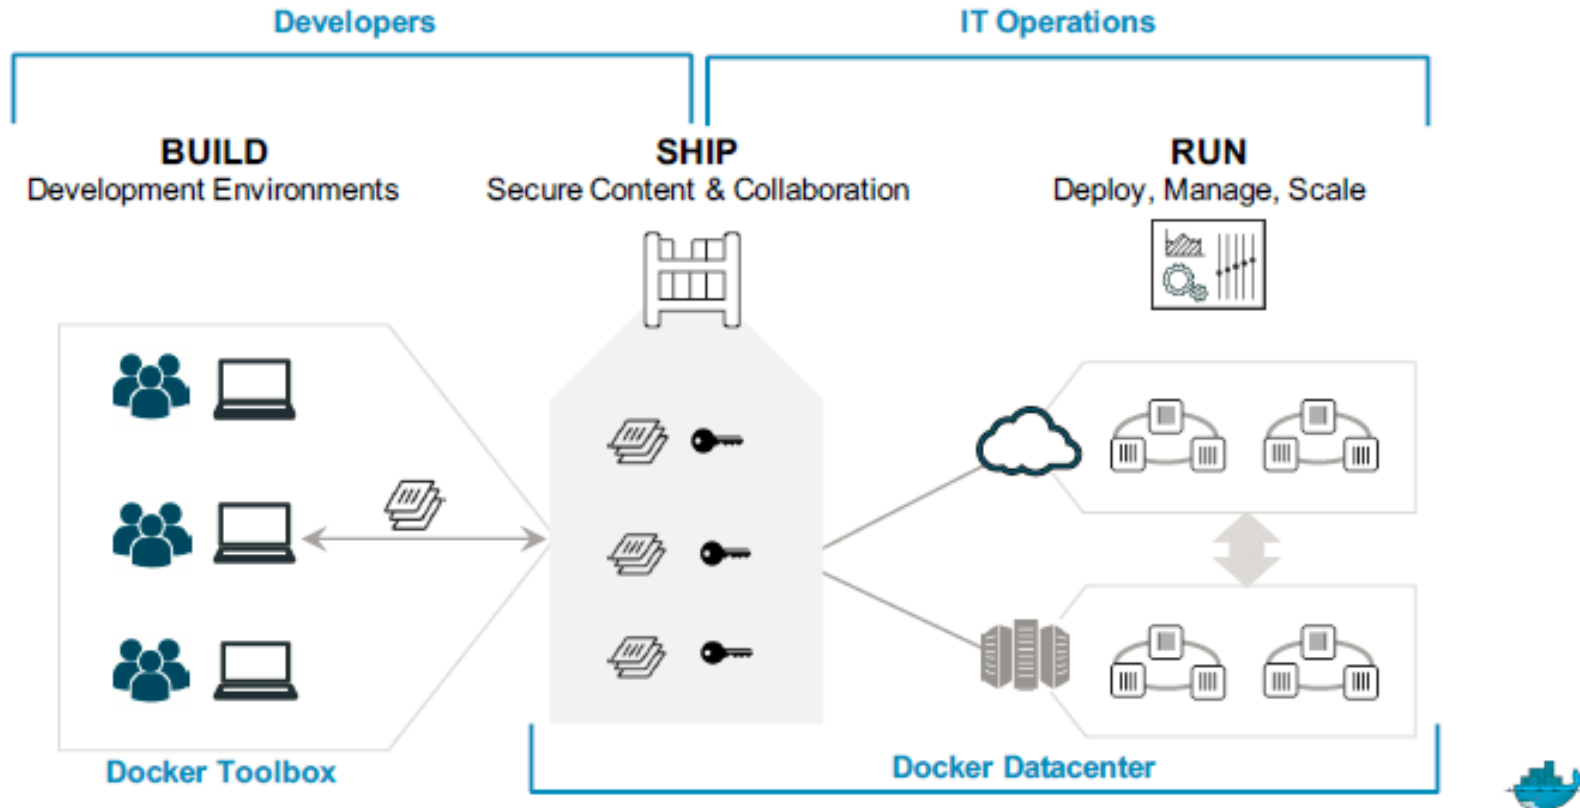 Developers
IT Operations
BUILD
Development Environments
SHIP
Secure Content & Collaboration
RUN
Deploy, Manage, Scale
Docker Toolbox
Docker Datacenter